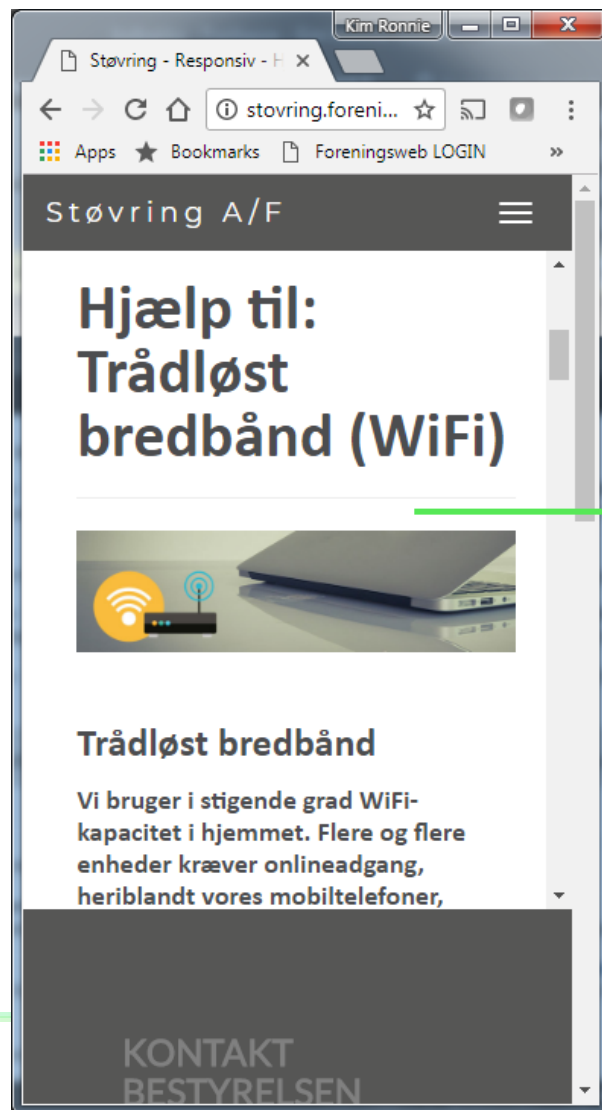 Kim Ronnie
Støvring - Responsiv - H
stovring.foreni...
Apps Bookmarks Foreningsweb LOGIN »
Støvring A/F
Hjælp til:
Trådløst
bredbånd (WiFi)
Trådløst bredbånd
Vi bruger i stigende grad WiFi-
kapacitet i hjemmet. Flere og flere
enheder kræver onlineadgang,
heriblandt vores mobiltelefoner,
KONTAKT
BESTYRELSEN